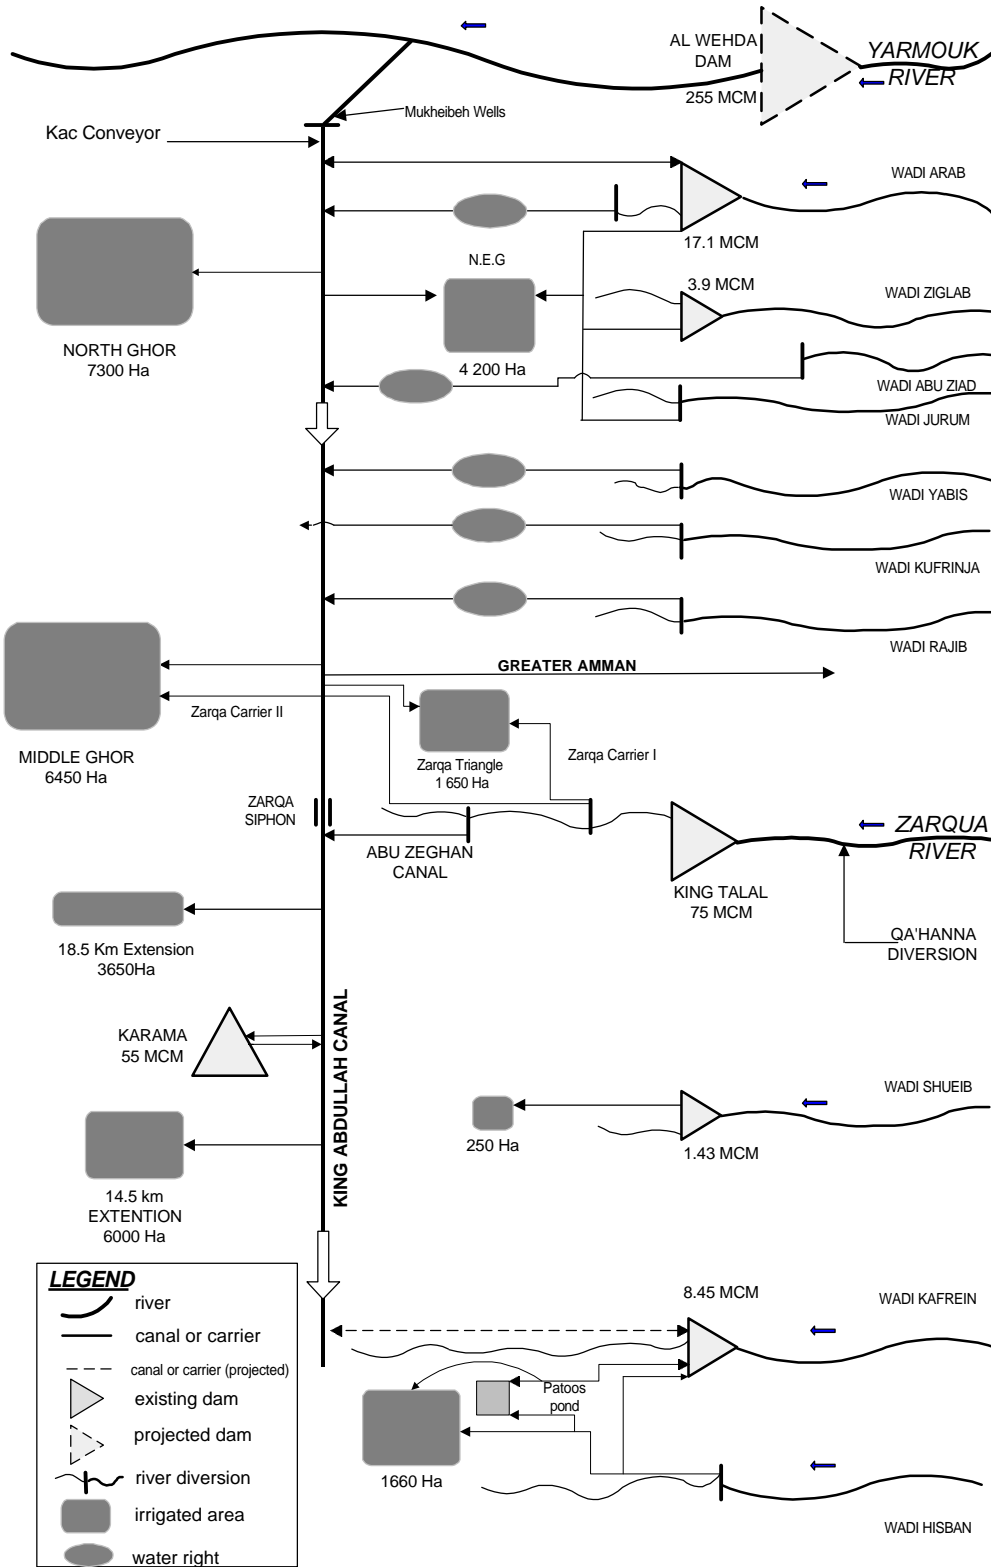 AL WEHDA
DAM
255 MCM
YARMOUK
RIVER
Mukheibeh Wells
Kac Conveyor
WADI ARAB
17.1 MCM
N.E.G
3.9 MCM
WADI ZIGLAB
NORTH GHOR
7300 Ha
4 200 Ha
WADI ABU ZIAD
WADI JURUM
WADI YABIS
WADI KUFRINJA
WADI RAJIB
GREATER AMMAN
Zarqa Carrier II
MIDDLE GHOR
6450 Ha
Zarqa Triangle
1 650 Ha
Zarqa Carrier I
ZARQA
SIPHON
ABU ZEGHAN
CANAL
ZARQUA
RIVER
KING TALAL
75 MCM
QA'HANNA
DIVERSION
18.5 Km Extension
3650Ha
KING ABDULLAH CANAL
KARAMA
55 MCM
WADI SHUEIB
250 Ha
1.43 MCM
14.5 km
EXTENTION
6000 Ha
8.45 MCM
WADI KAFREIN
Patoos
pond
1660 Ha
WADI HISBAN
LEGEND
river
canal or carrier
canal or carrier (projected)
existing dam
projected dam
river diversion
irrigated area
water right